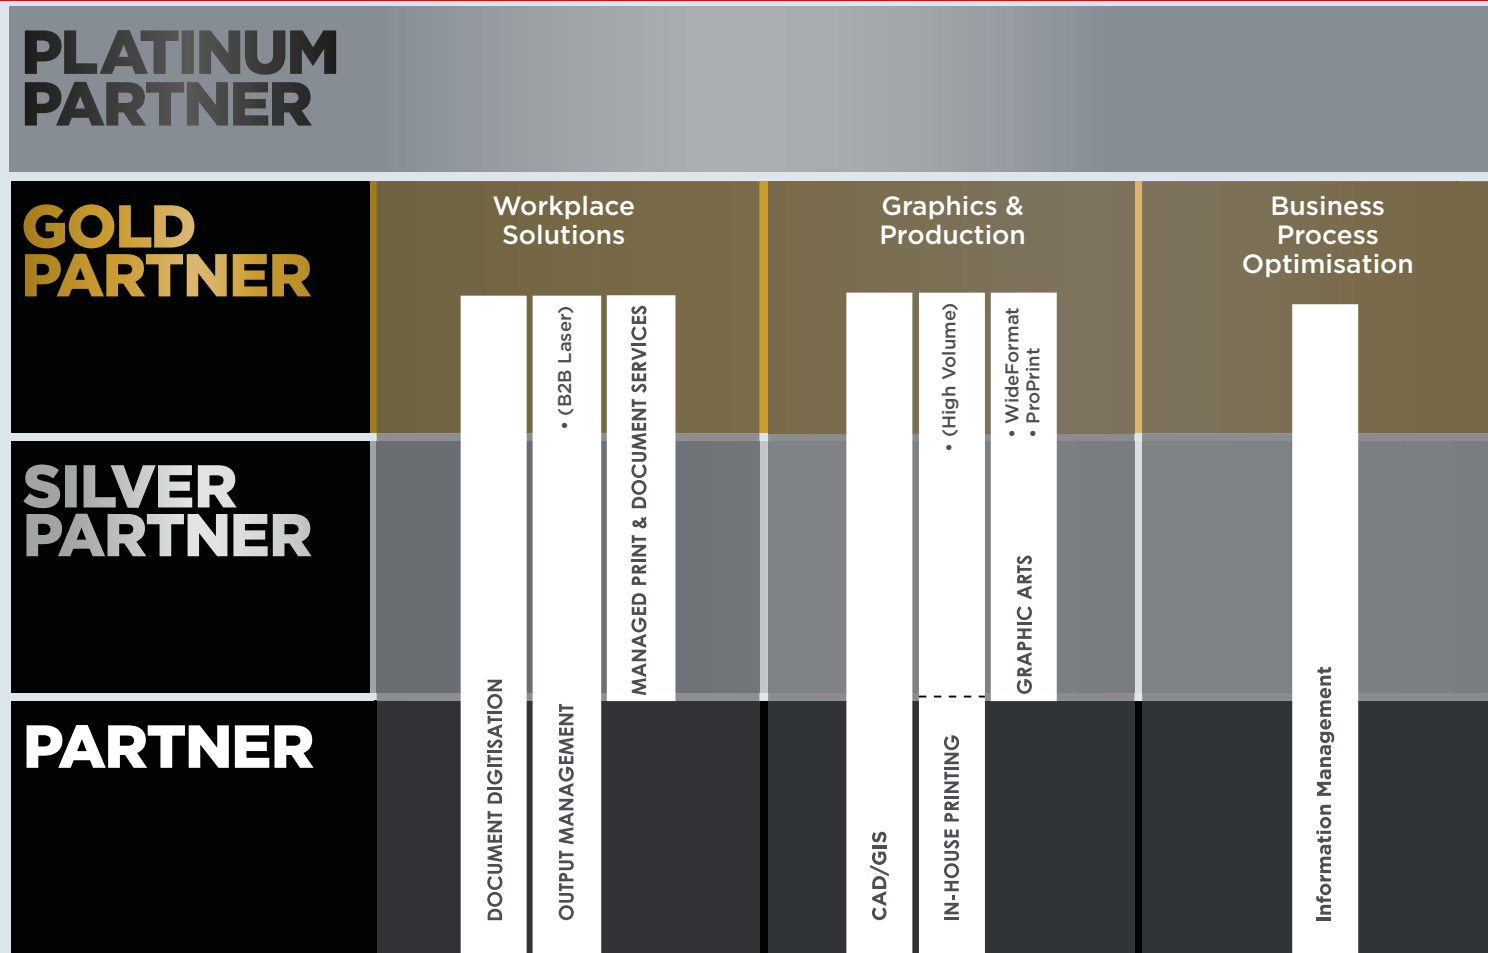 PLATINUM
PARTNER
GOLD
PARTNER
Workplace
Solutions
Graphics &
Production
Business
Process
Optimisation
SILVER
PARTNER
PARTNER
DOCUMENT DIGITISATION
OUTPUT MANAGEMENT
• (B2B Laser)
MANAGED PRINT & DOCUMENT SERVICES
CAD/GIS
IN-HOUSE PRINTING
• (High Volume)
GRAPHIC ARTS
• WideFormat
• ProPrint
Information Management